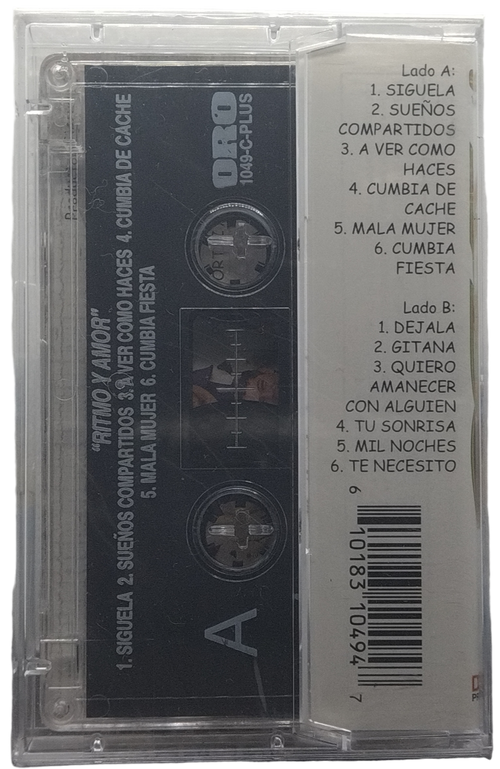 Lado A:
1. SIGUELA
2. SUEÑOS
COMPARTIDOS
3. A VER COMO
HACES
4. CUMBIA DE
CACHE
5. MALA MUJER
6. CUMBIA
FIESTA
Lado B:
1. DEJALA
2. GITANA
3. QUIERO
AMANECER
CON ALGUIEN
4. TU SONRISA
5. MIL NOCHES
6. TE NECESITO
6 10183 10494 7
"RITMO Y AMOR"
1. SIGUELA 2. SUEÑOS COMPARTIDOS 3. A VER COMO HACES 4. CUMBIA DE CACHE
5. MALA MUJER 6. CUMBIA FIESTA
A
ORO
1049-C-PLUS